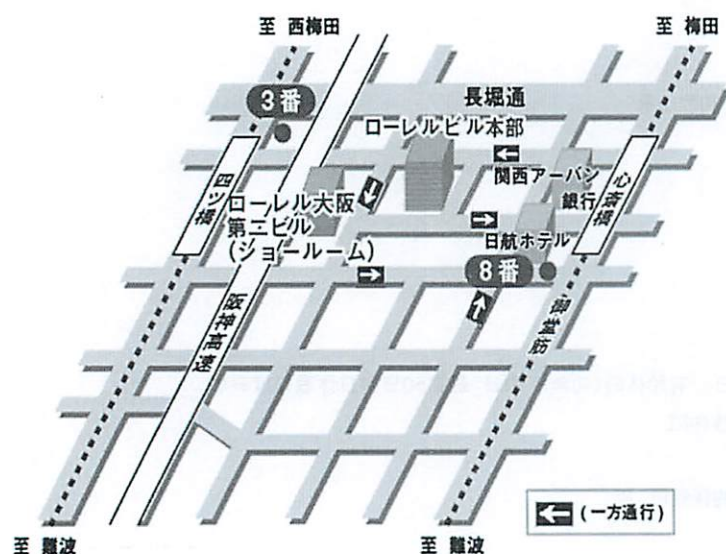 至 西梅田
至 梅田
3番
長堀通
ローレルビル本部
関西アーバン
銀行
四ツ橋
心斎橋
ローレル大阪
第二ビル
(ショールーム)
日航ホテル
8番
阪神高速
御堂筋
(一方通行)
至 難波
至 難波